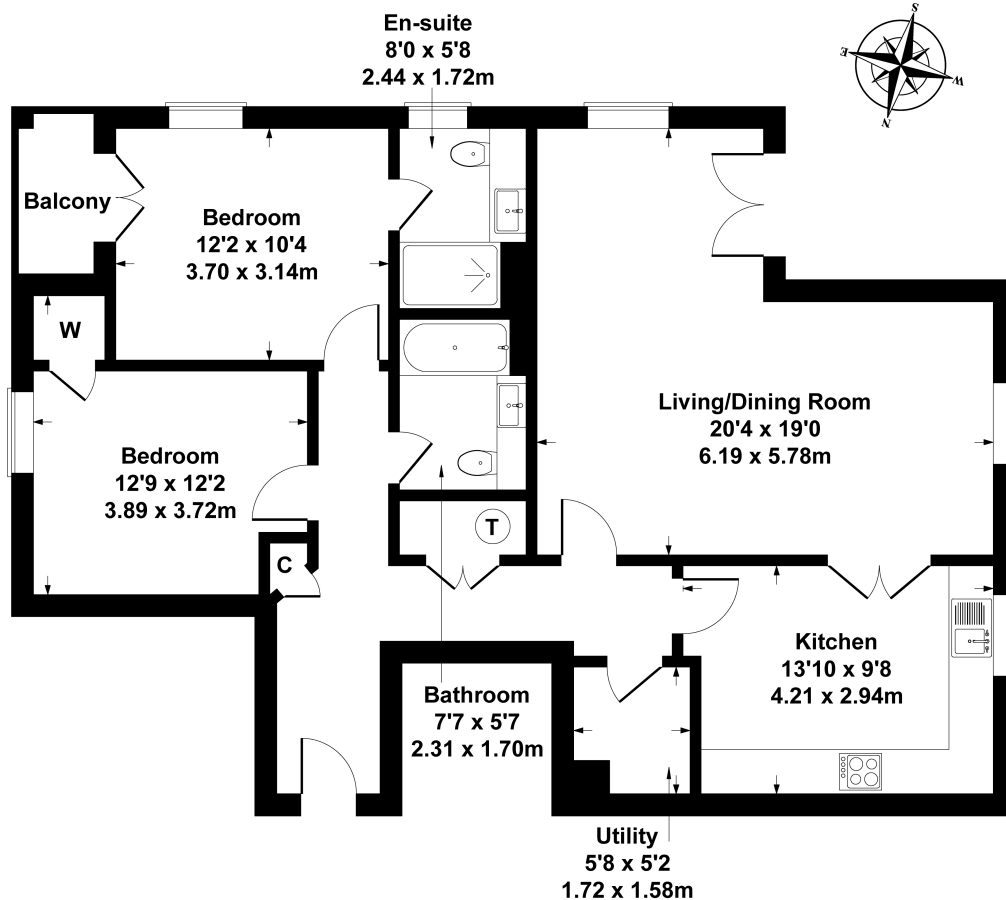 En-suite
8'0 x 5'8
2.44 x 1.72m
S
E
W
N
Balcony
Bedroom
12'2 x 10'4
3.70 x 3.14m
W
Living/Dining Room
20'4 x 19'0
6.19 x 5.78m
Bedroom
12'9 x 12'2
3.89 x 3.72m
T
C
Kitchen
13'10 x 9'8
4.21 x 2.94m
Bathroom
7'7 x 5'7
2.31 x 1.70m
Utility
5'8 x 5'2
1.72 x 1.58m